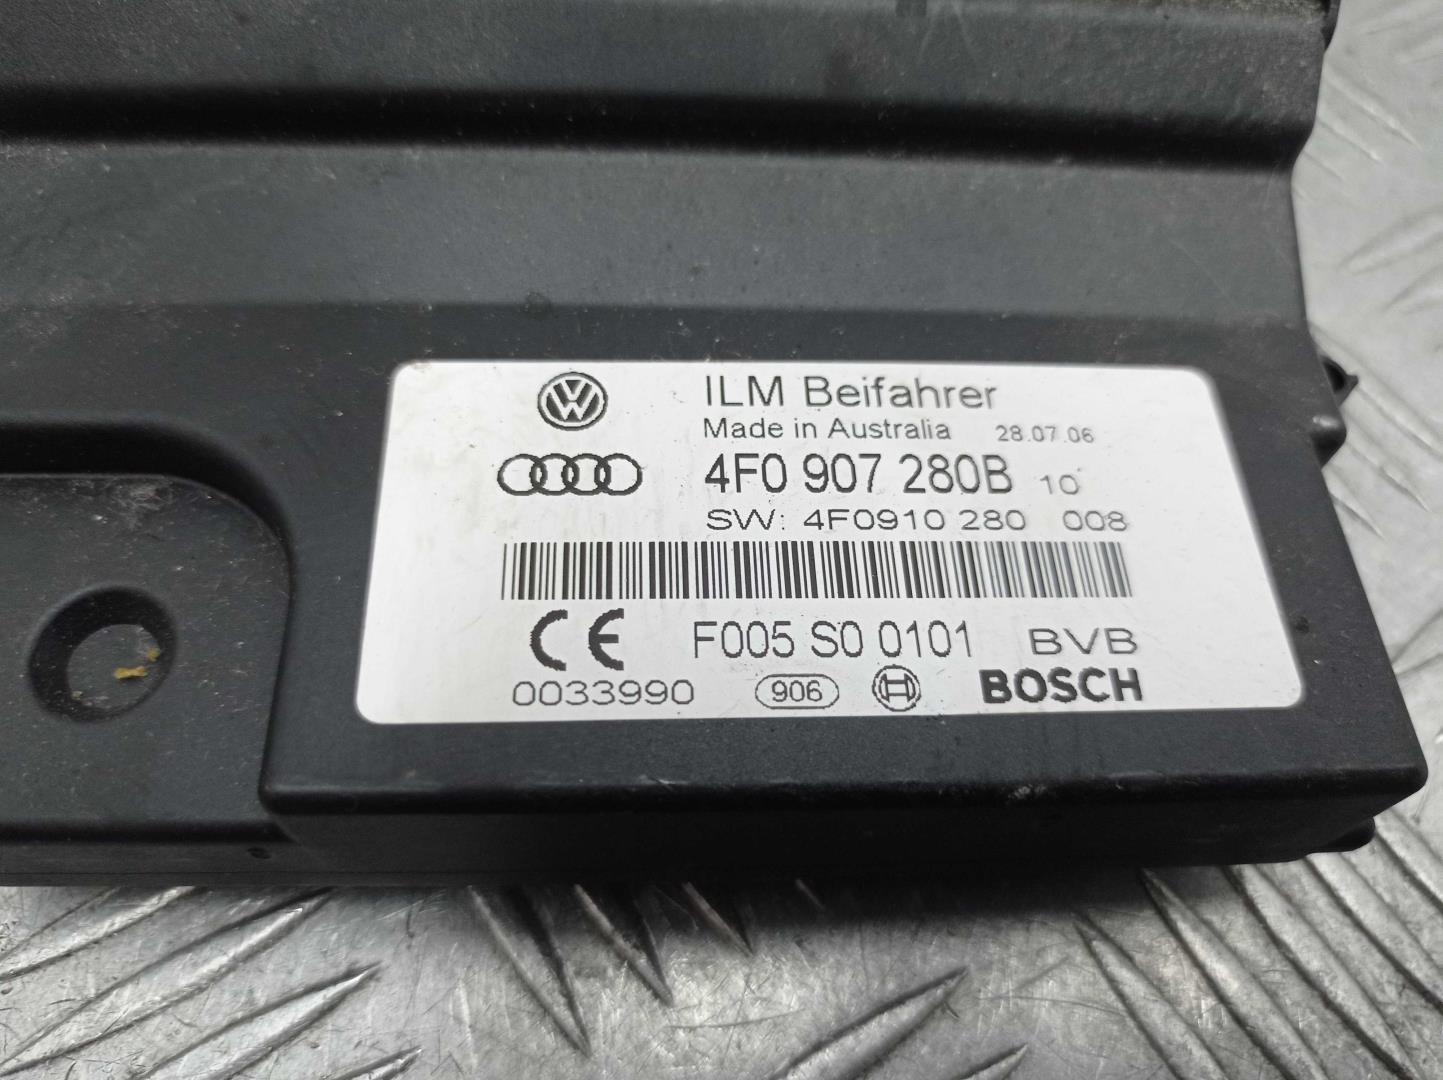 ILM Beifahrer
Made in Australia 28.07.06
4F0 907 280B 10
SW: 4F0910 280 008
CE F005 S0 0101 BVB
0033990 906 BOSCH